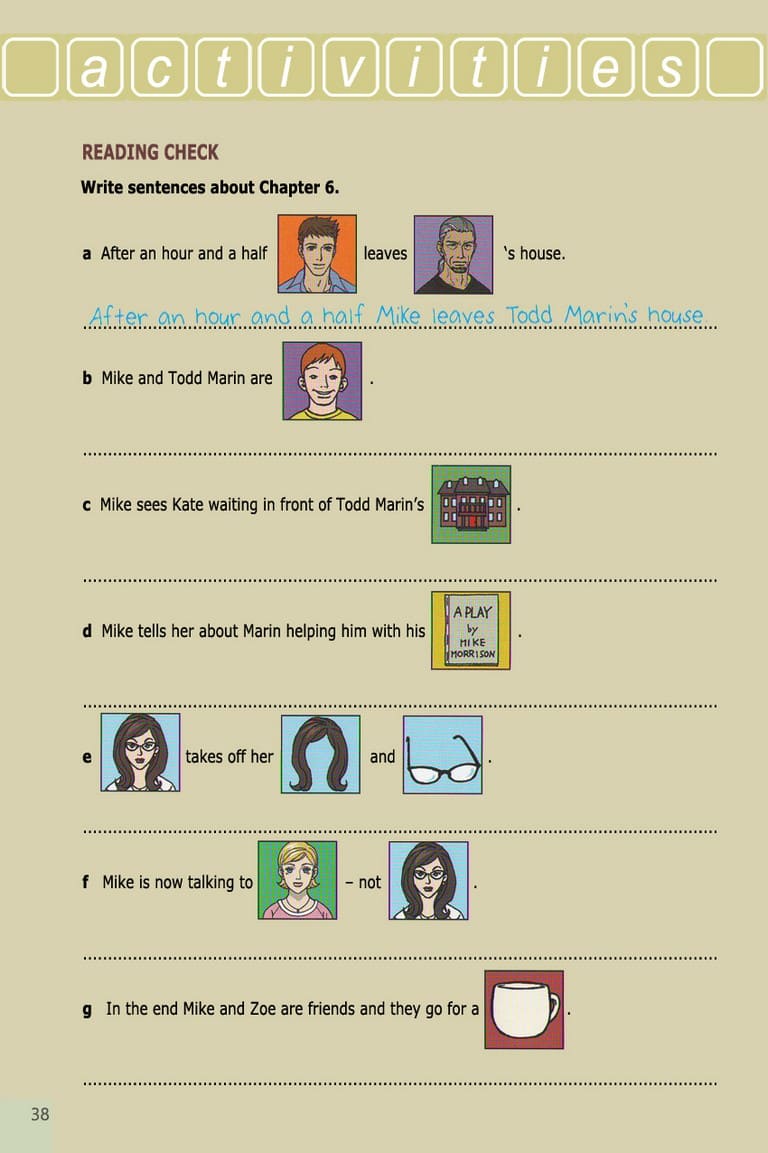 activities
READING CHECK
Write sentences about Chapter 6.
a After an hour and a half leaves 's house.
After an hour and a half Mike leaves Todd Marin's house.
b Mike and Todd Marin are .
c Mike sees Kate waiting in front of Todd Marin's .
d Mike tells her about Marin helping him with his .
A PLAY
by
MIKE
MORRISON
e takes off her and .
f Mike is now talking to – not .
g In the end Mike and Zoe are friends and they go for a .
38